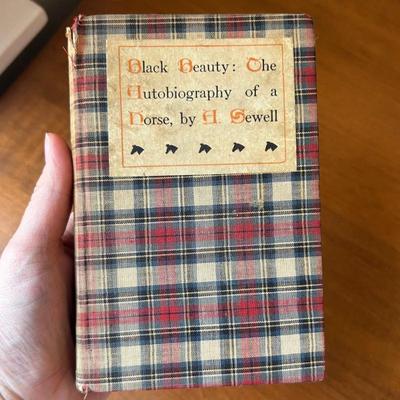 Black Beauty: The
Autobiography of a
Horse, by A. Sewell